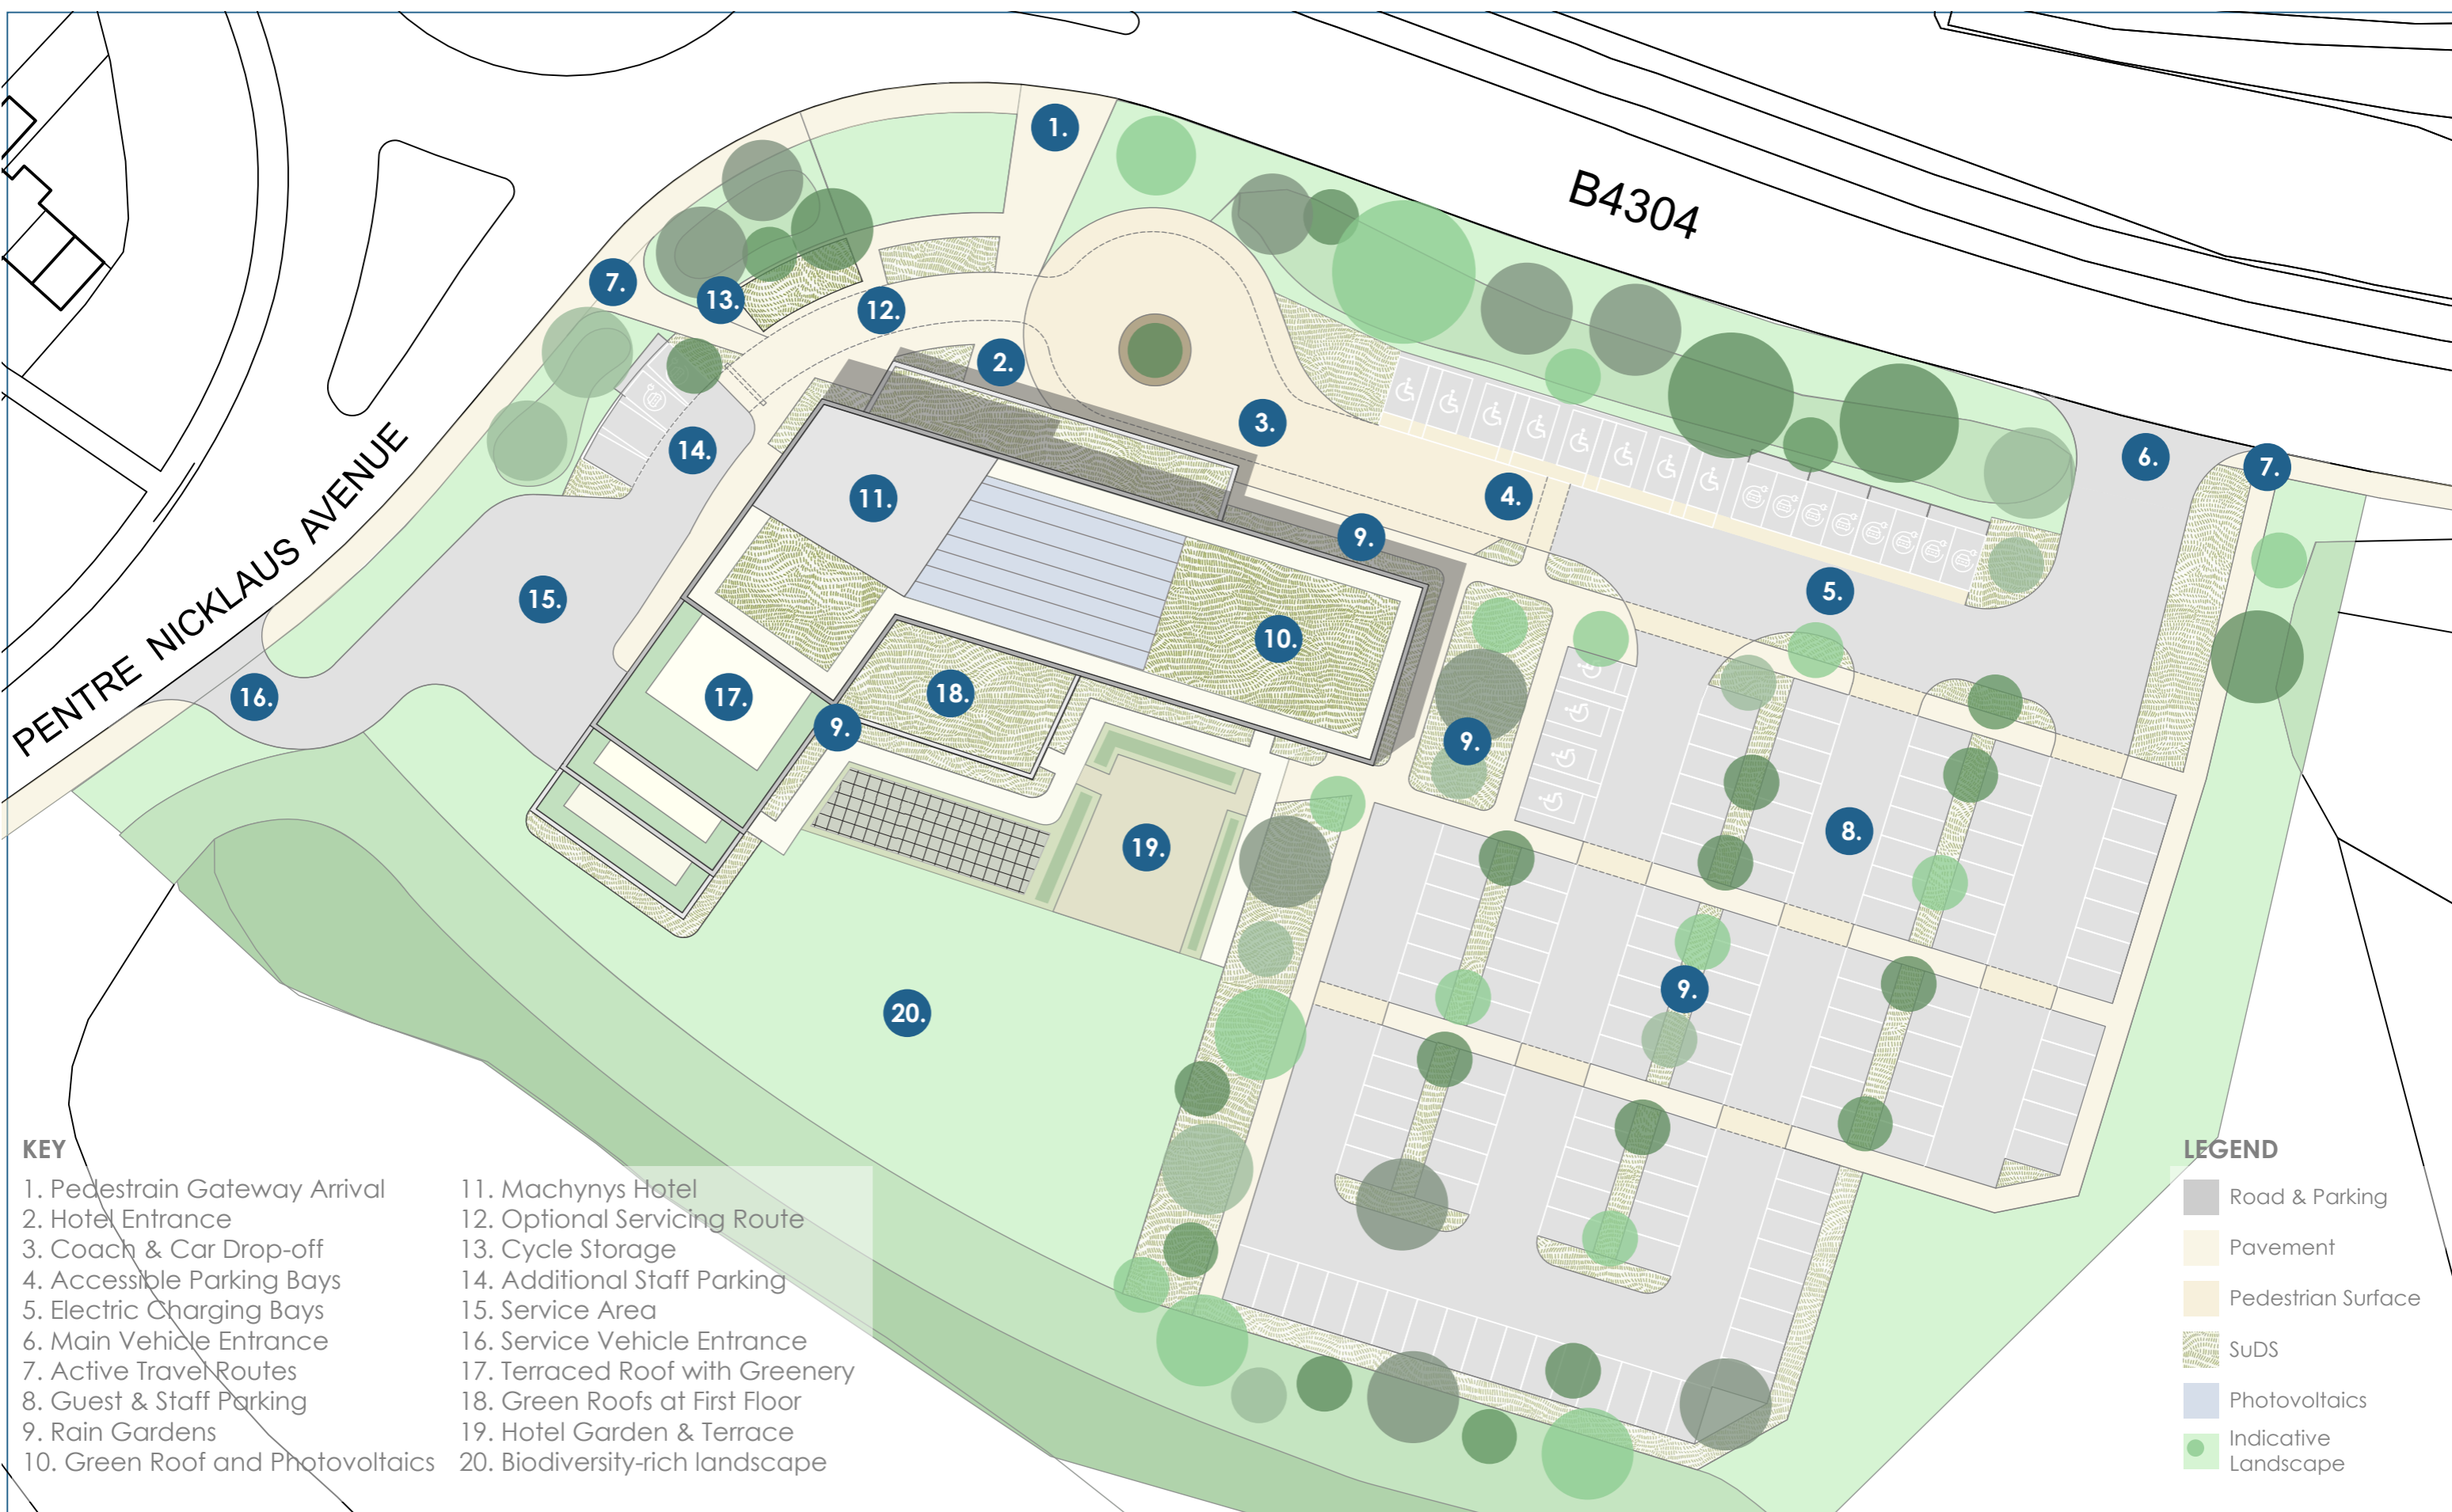 1.
B4304
7.
13.
12.
2.
3.
14.
11.
4.
6.
7.
9.
PENTRE NICKLAUS AVENUE
15.
5.
10.
16.
17.
18.
9.
9.
8.
19.
9.
20.
KEY
1. Pedestrain Gateway Arrival
2. Hotel Entrance
3. Coach & Car Drop-off
4. Accessible Parking Bays
5. Electric Charging Bays
6. Main Vehicle Entrance
7. Active Travel Routes
8. Guest & Staff Parking
9. Rain Gardens
10. Green Roof and Photovoltaics
11. Machynys Hotel
12. Optional Servicing Route
13. Cycle Storage
14. Additional Staff Parking
15. Service Area
16. Service Vehicle Entrance
17. Terraced Roof with Greenery
18. Green Roofs at First Floor
19. Hotel Garden & Terrace
20. Biodiversity-rich landscape
LEGEND
Road & Parking
Pavement
Pedestrian Surface
SuDS
Photovoltaics
Indicative
Landscape